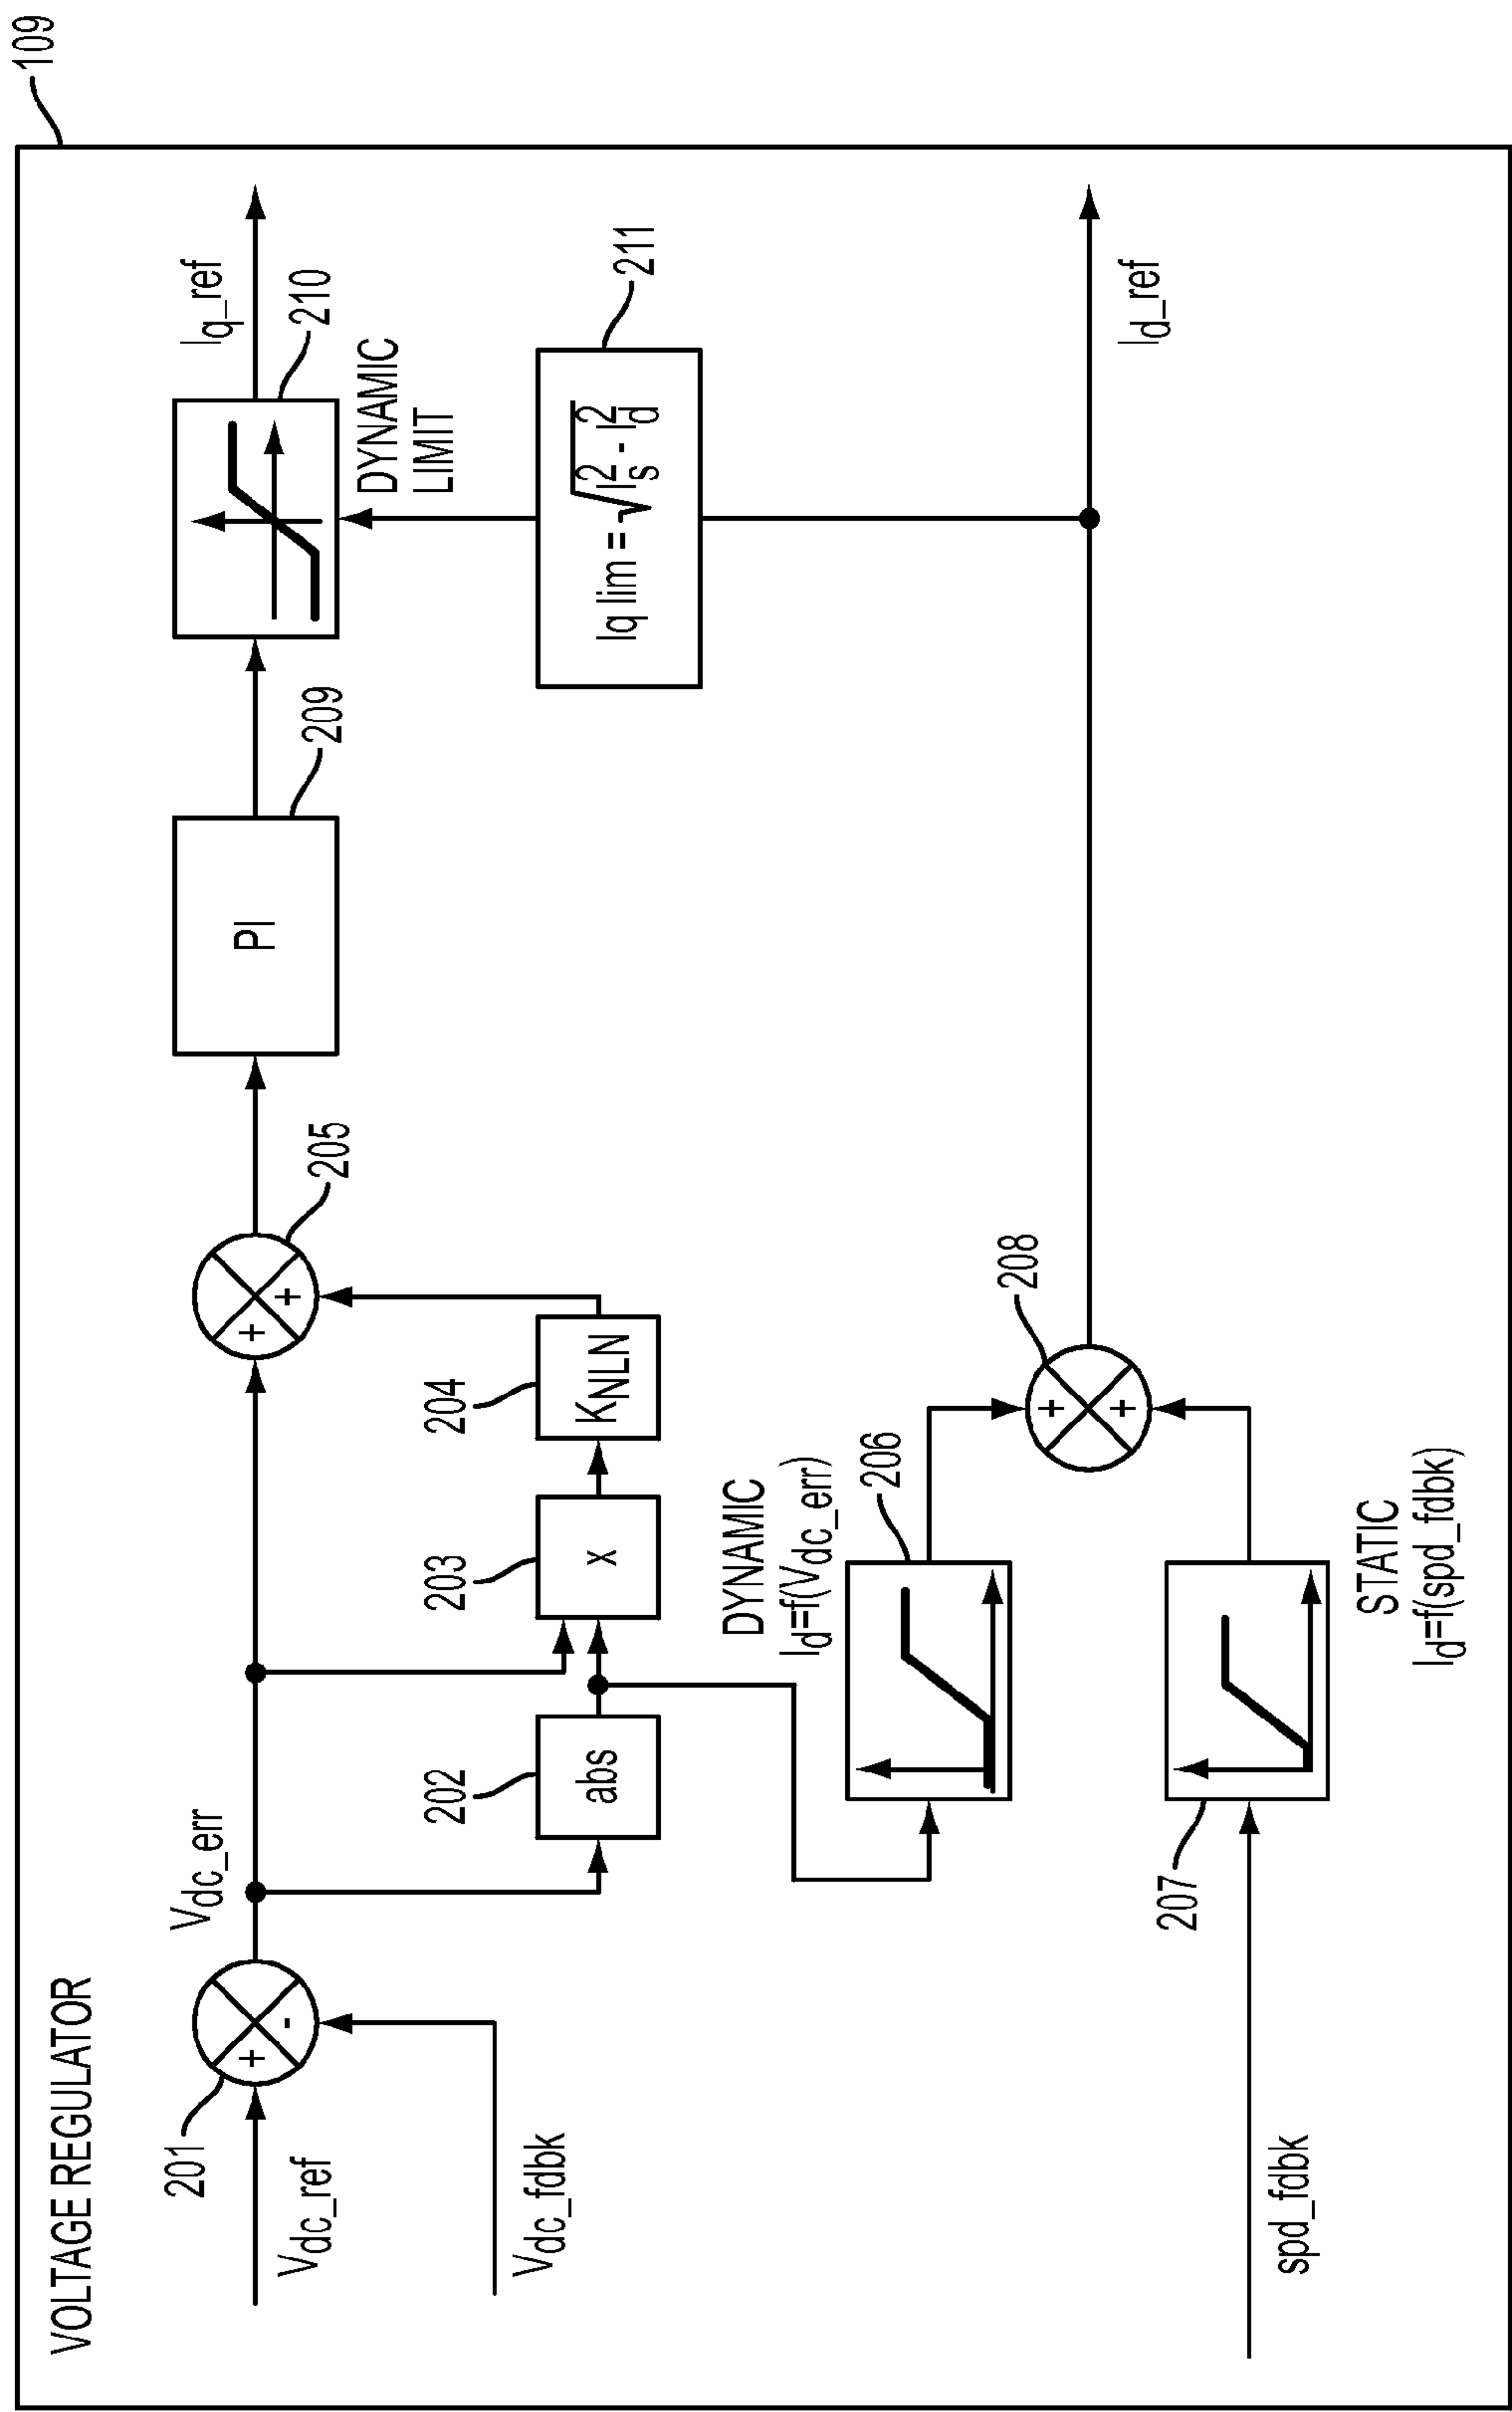 109
VOLTAGE REGULATOR
201
+
-
Vdc_ref
Vdc_fdbk
Vdc_err
202
abs
203
x
204
KNLN
205
+
+
PI
209
Iq_ref
210
DYNAMIC
LIMIT
211
Iq lim = √Is2 - Id2
DYNAMIC
Id=f(Vdc_err)
206
208
+
+
Id_ref
207
spd_fdbk
STATIC
Id=f(spd_fdbk)